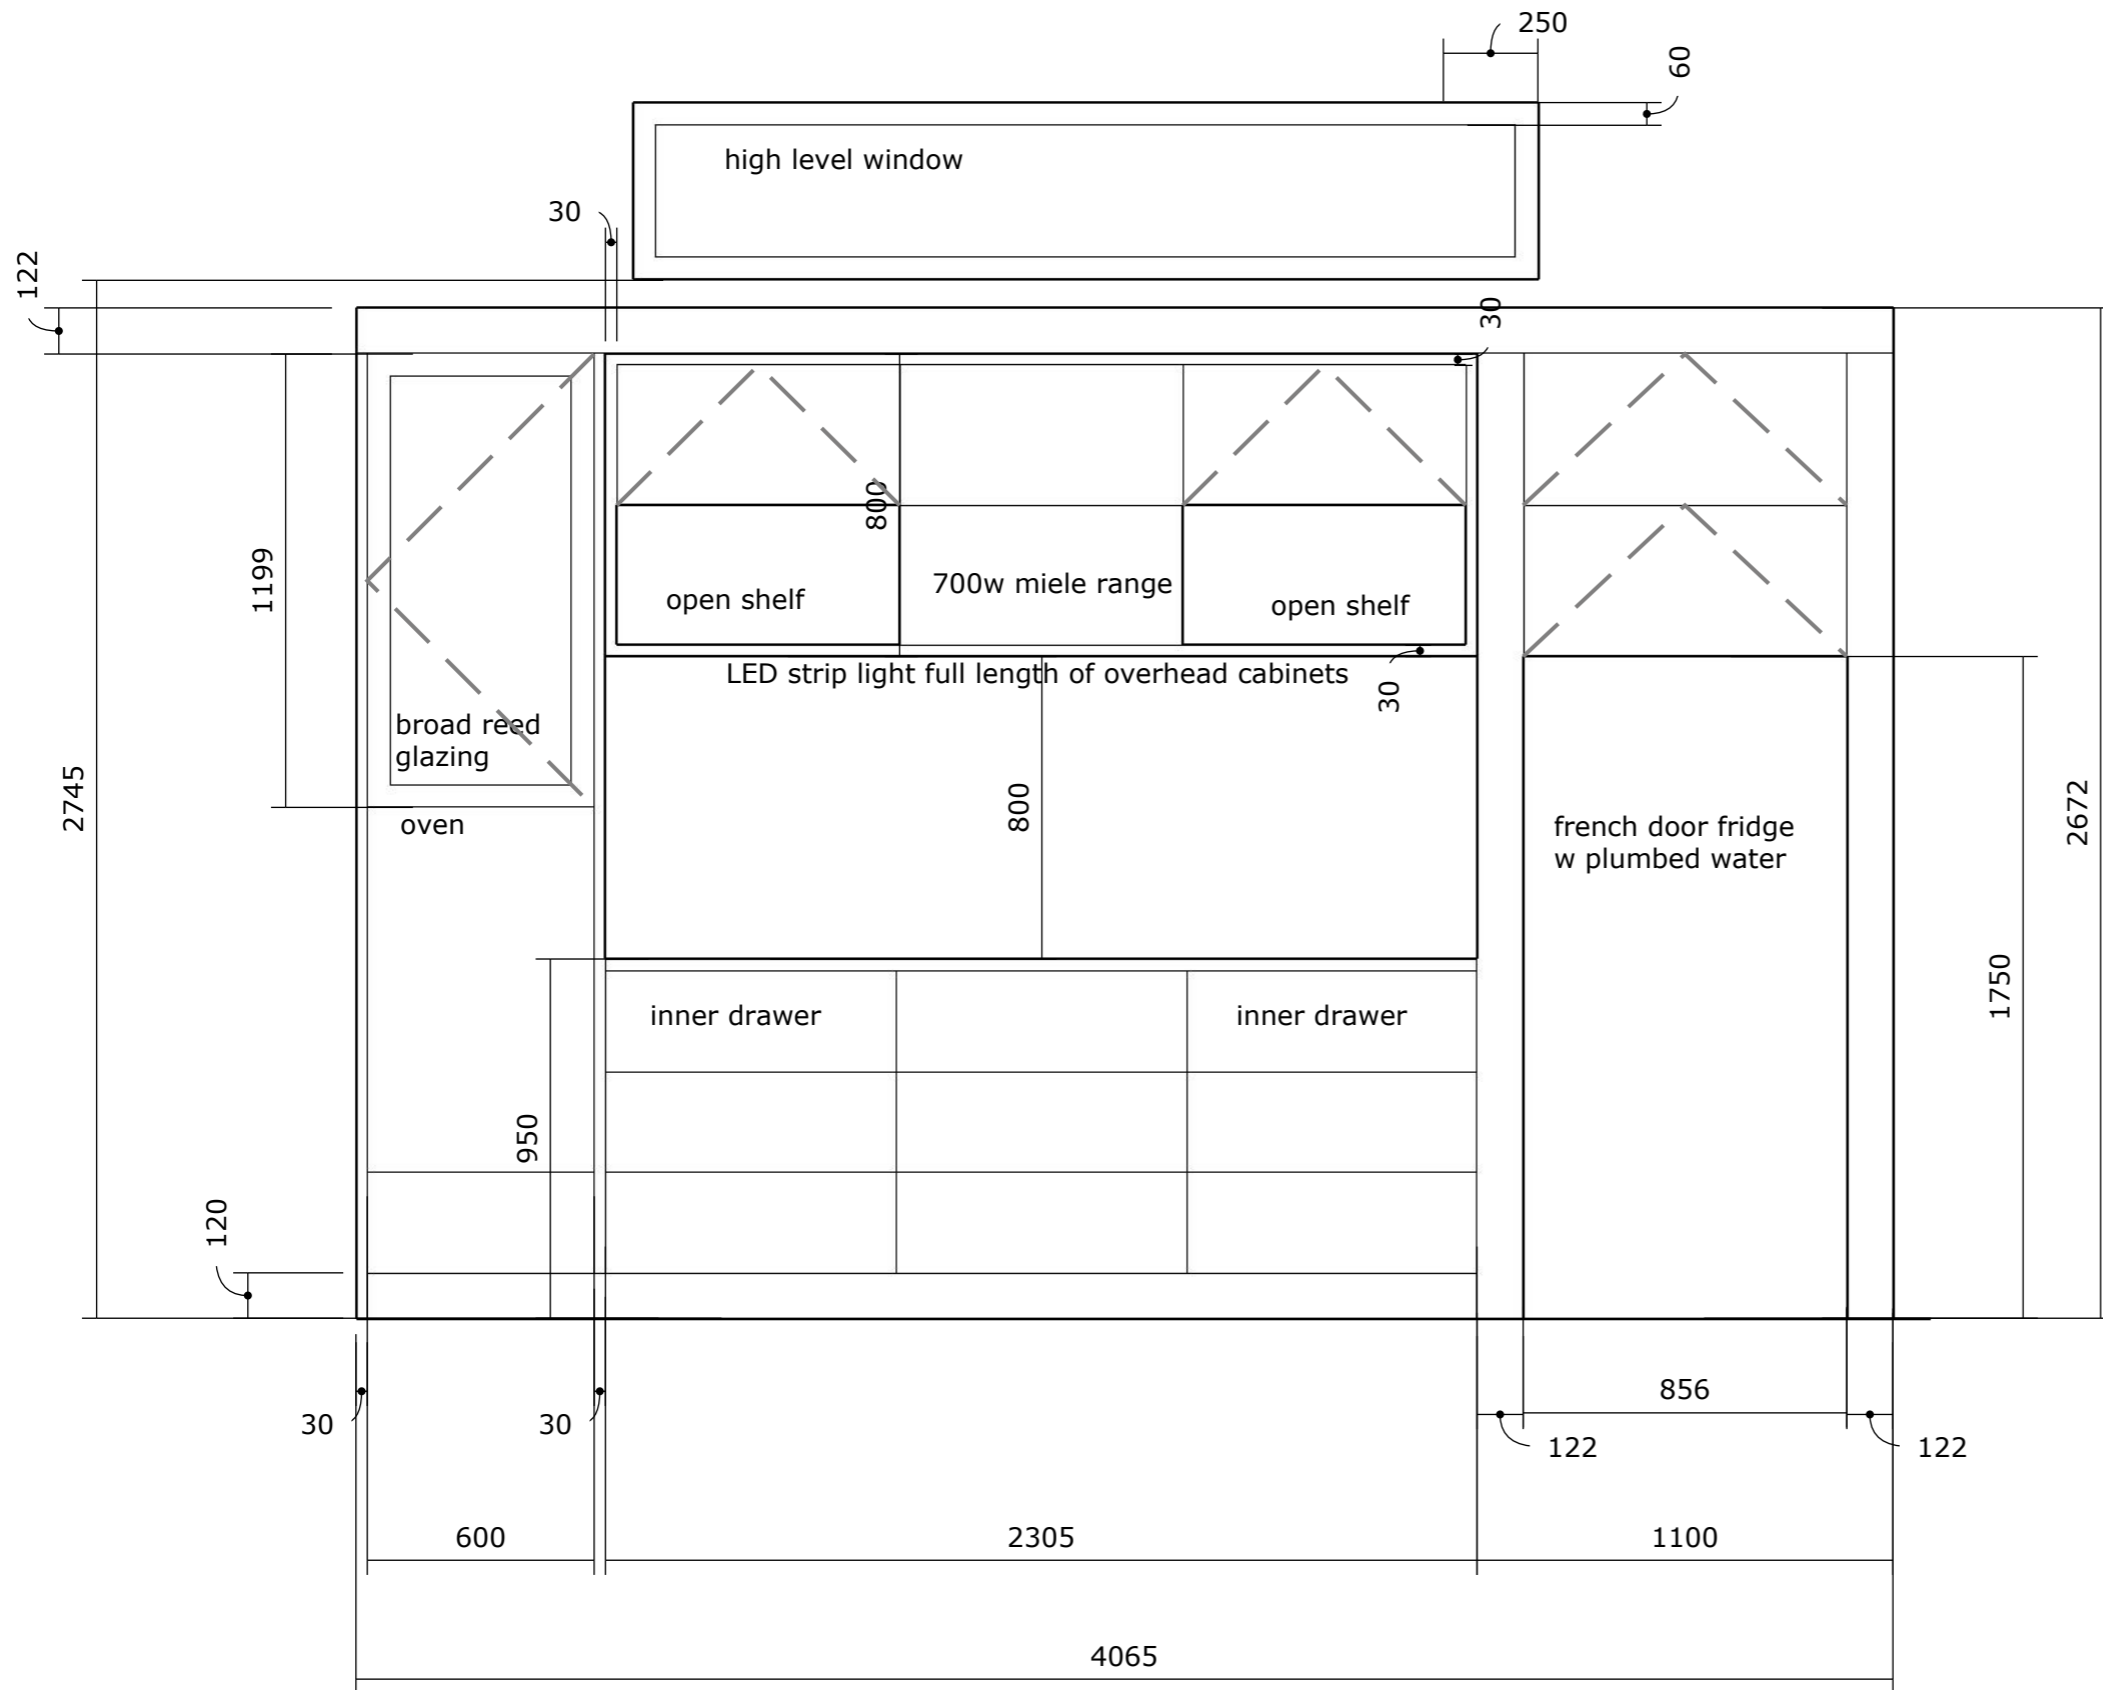 250
60
high level window
30
122
30
800
1199
open shelf
700w miele range
open shelf
LED strip light full length of overhead cabinets
30
broad reed
glazing
2745
800
2672
oven
french door fridge
w plumbed water
1750
inner drawer
inner drawer
950
120
30
30
856
122
122
600
2305
1100
4065